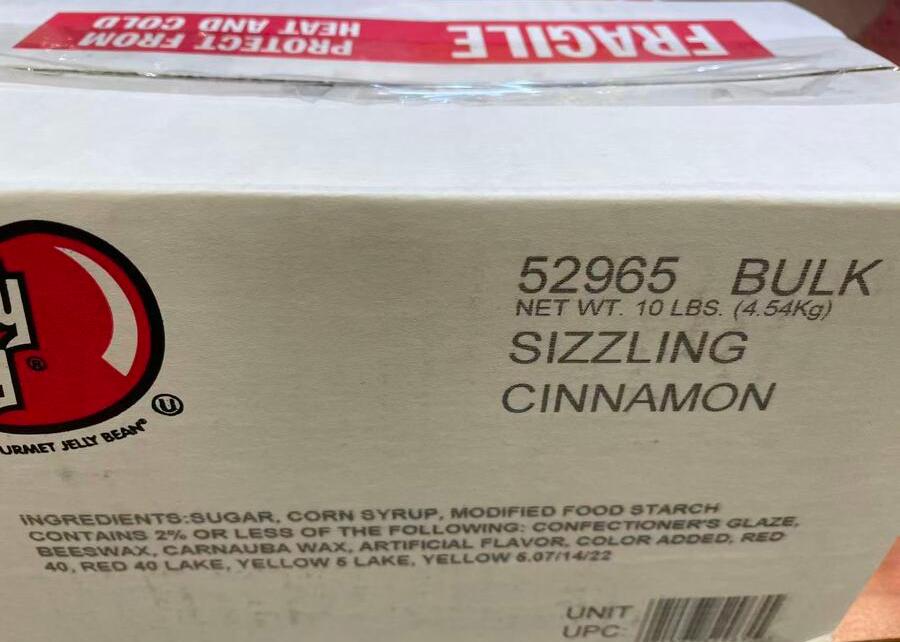 FRAGILE
PROTECT FROM
HEAT AND COLD
®
U
URMET JELLY BEAN®
52965 BULK
NET WT. 10 LBS. (4.54Kg)
SIZZLING
CINNAMON
INGREDIENTS:SUGAR, CORN SYRUP, MODIFIED FOOD STARCH
CONTAINS 2% OR LESS OF THE FOLLOWING: CONFECTIONER'S GLAZE,
BEESWAX, CARNAUBA WAX, ARTIFICIAL FLAVOR, COLOR ADDED, RED
40, RED 40 LAKE, YELLOW 5 LAKE, YELLOW 5.07/14/22
UNIT
UPC: